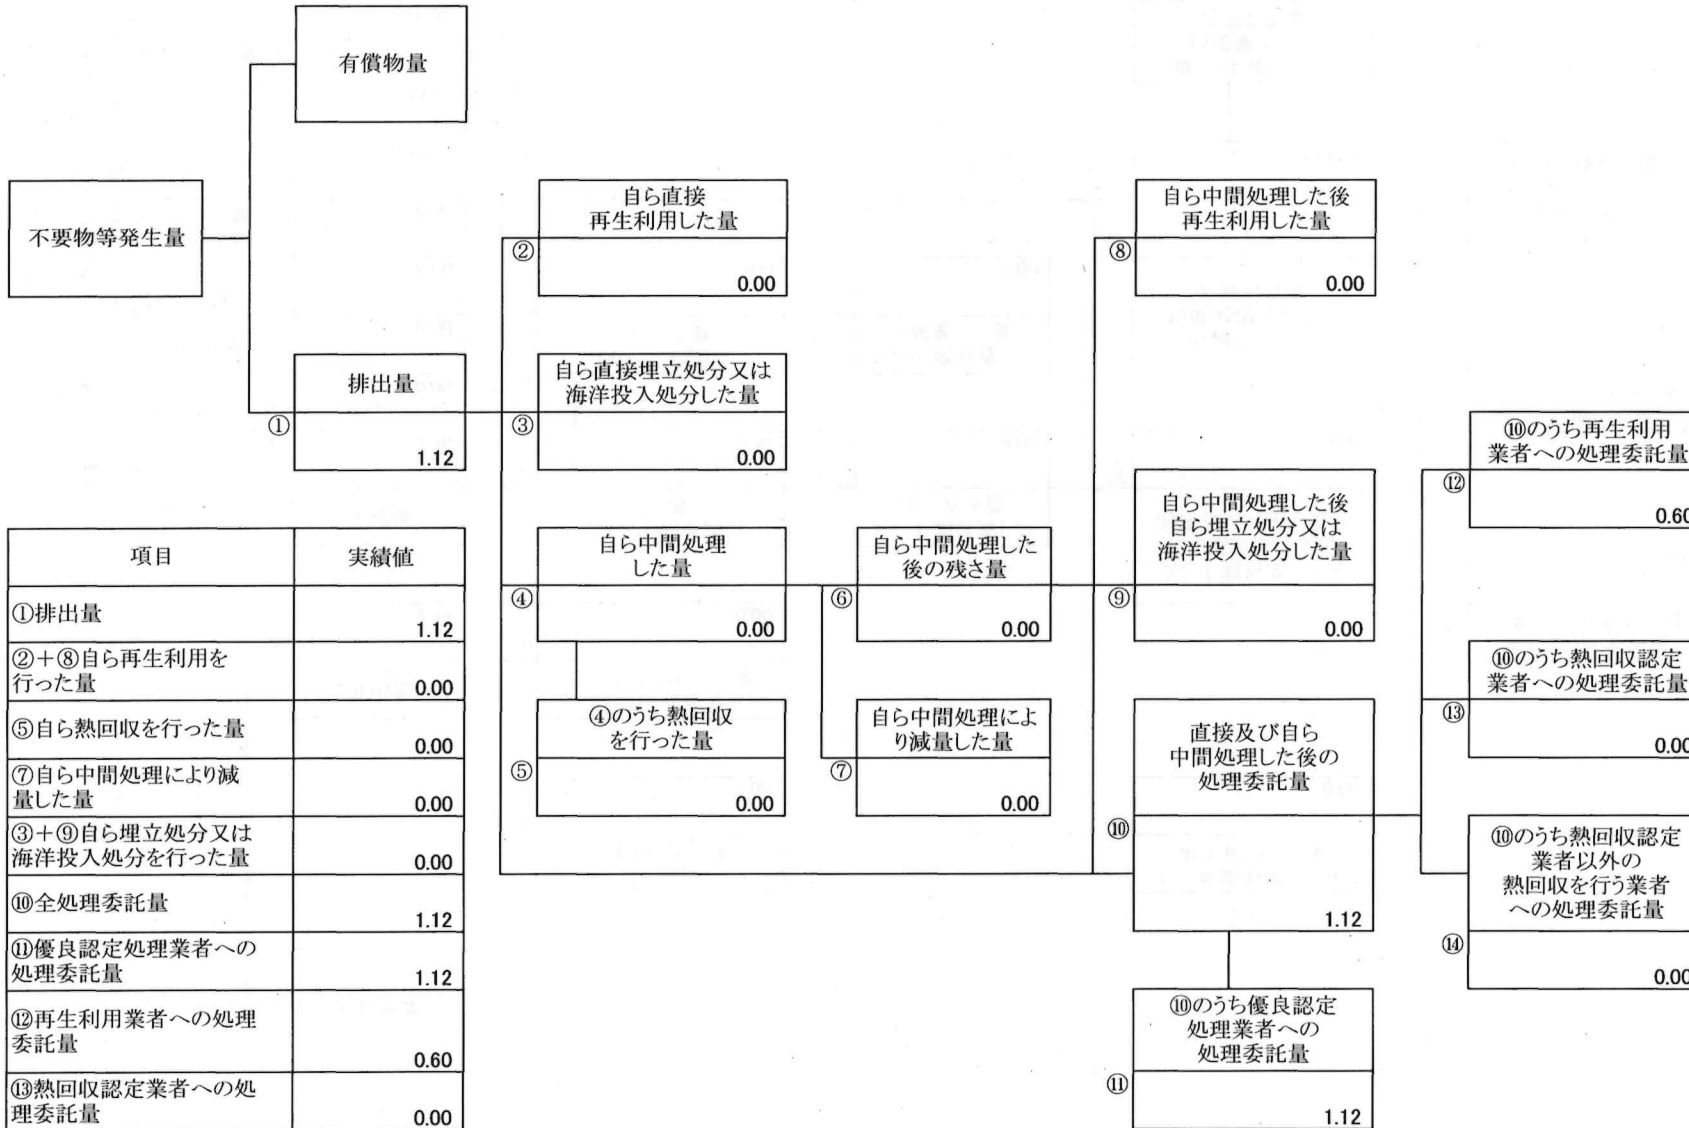 有償物量
不要物等発生量
排出量
①
1.12
自ら直接
再生利用した量
②
0.00
自ら直接埋立処分又は
海洋投入処分した量
③
0.00
自ら中間処理
した量
④
0.00
④のうち熱回収
を行った量
⑤
0.00
自ら中間処理した
後の残さ量
⑥
0.00
自ら中間処理によ
り減量した量
⑦
0.00
自ら中間処理した後
再生利用した量
⑧
0.00
自ら中間処理した後
自ら埋立処分又は
海洋投入処分した量
⑨
0.00
直接及び自ら
中間処理した後の
処理委託量
⑩
1.12
⑩のうち優良認定
処理業者への
処理委託量
⑪
1.12
⑩のうち再生利用
業者への処理委託量
⑫
0.60
⑩のうち熱回収認定
業者への処理委託量
⑬
0.00
⑩のうち熱回収認定
業者以外の
熱回収を行う業者
への処理委託量
⑭
0.00
項目 実績値
①排出量
1.12
②+⑧自ら再生利用を
行った量 0.00
⑤自ら熱回収を行った量
0.00
⑦自ら中間処理により減
量した量 0.00
③+⑨自ら埋立処分又は
海洋投入処分を行った量 0.00
⑩全処理委託量
1.12
⑪優良認定処理業者への
処理委託量 1.12
⑫再生利用業者への処理
委託量
0.60
⑬熱回収認定業者への処
理委託量 0.00